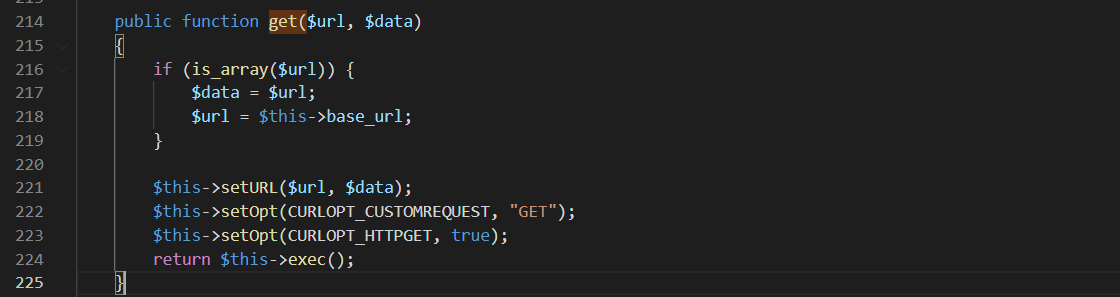 214 public function get($url, $data)
215 {
216 if (is_array($url)) {
217 $data = $url;
218 $url = $this->base_url;
219 }
220
221 $this->setURL($url, $data);
222 $this->setOpt(CURLOPT_CUSTOMREQUEST, "GET");
223 $this->setOpt(CURLOPT_HTTPGET, true);
224 return $this->exec();
225 }